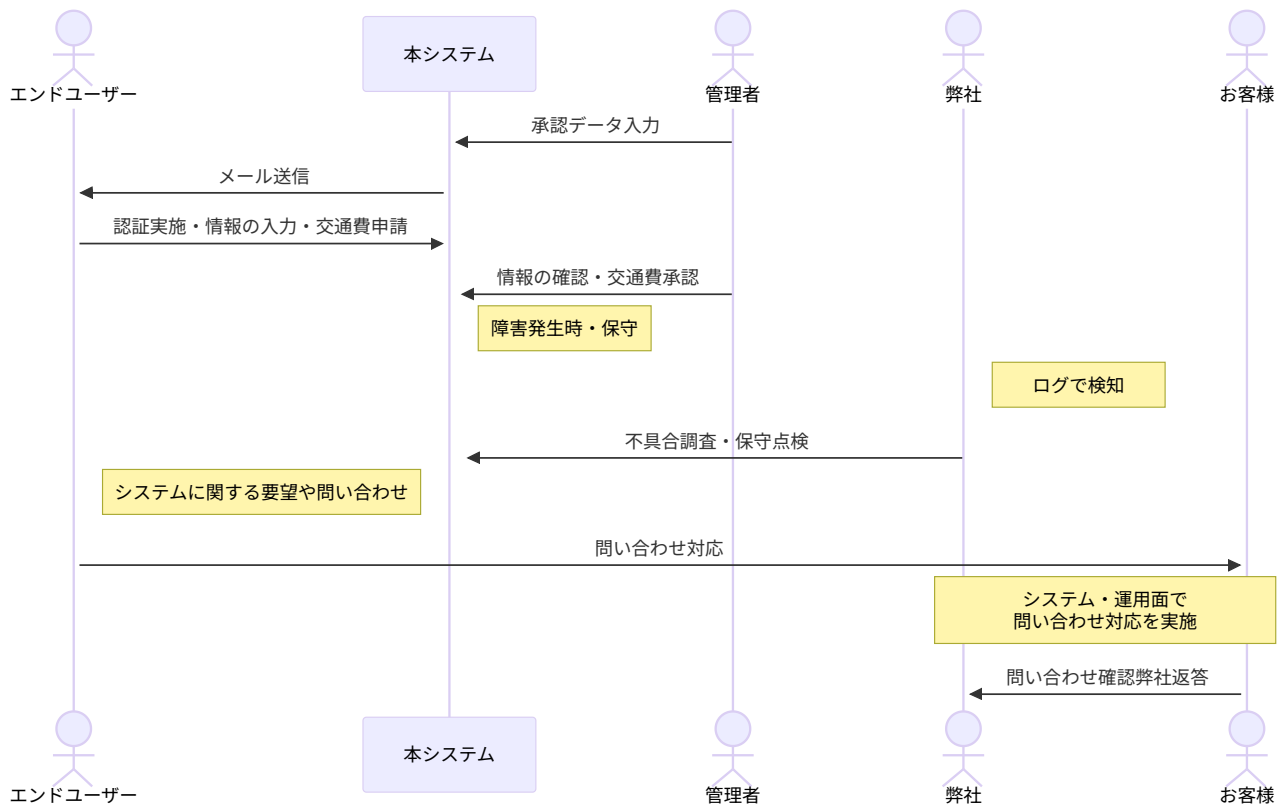 エンドユーザー
本システム
管理者
弊社
お客様
承認データ入力
メール送信
認証実施・情報の入力・交通費申請
情報の確認・交通費承認
障害発生時・保守
ログで検知
不具合調査・保守点検
システムに関する要望や問い合わせ
問い合わせ対応
システム・運用面で
問い合わせ対応を実施
問い合わせ確認弊社返答
エンドユーザー
本システム
管理者
弊社
お客様